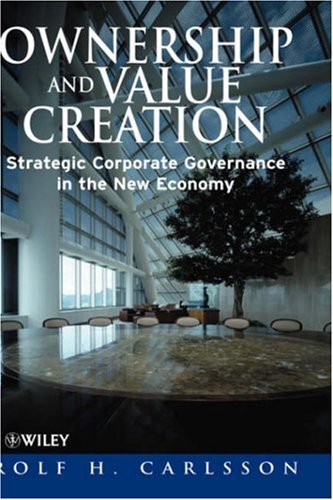 OWNERSHIP
AND VALUE
CREATION
Strategic Corporate Governance
in the New Economy
WILEY
ROLF H. CARLSSON